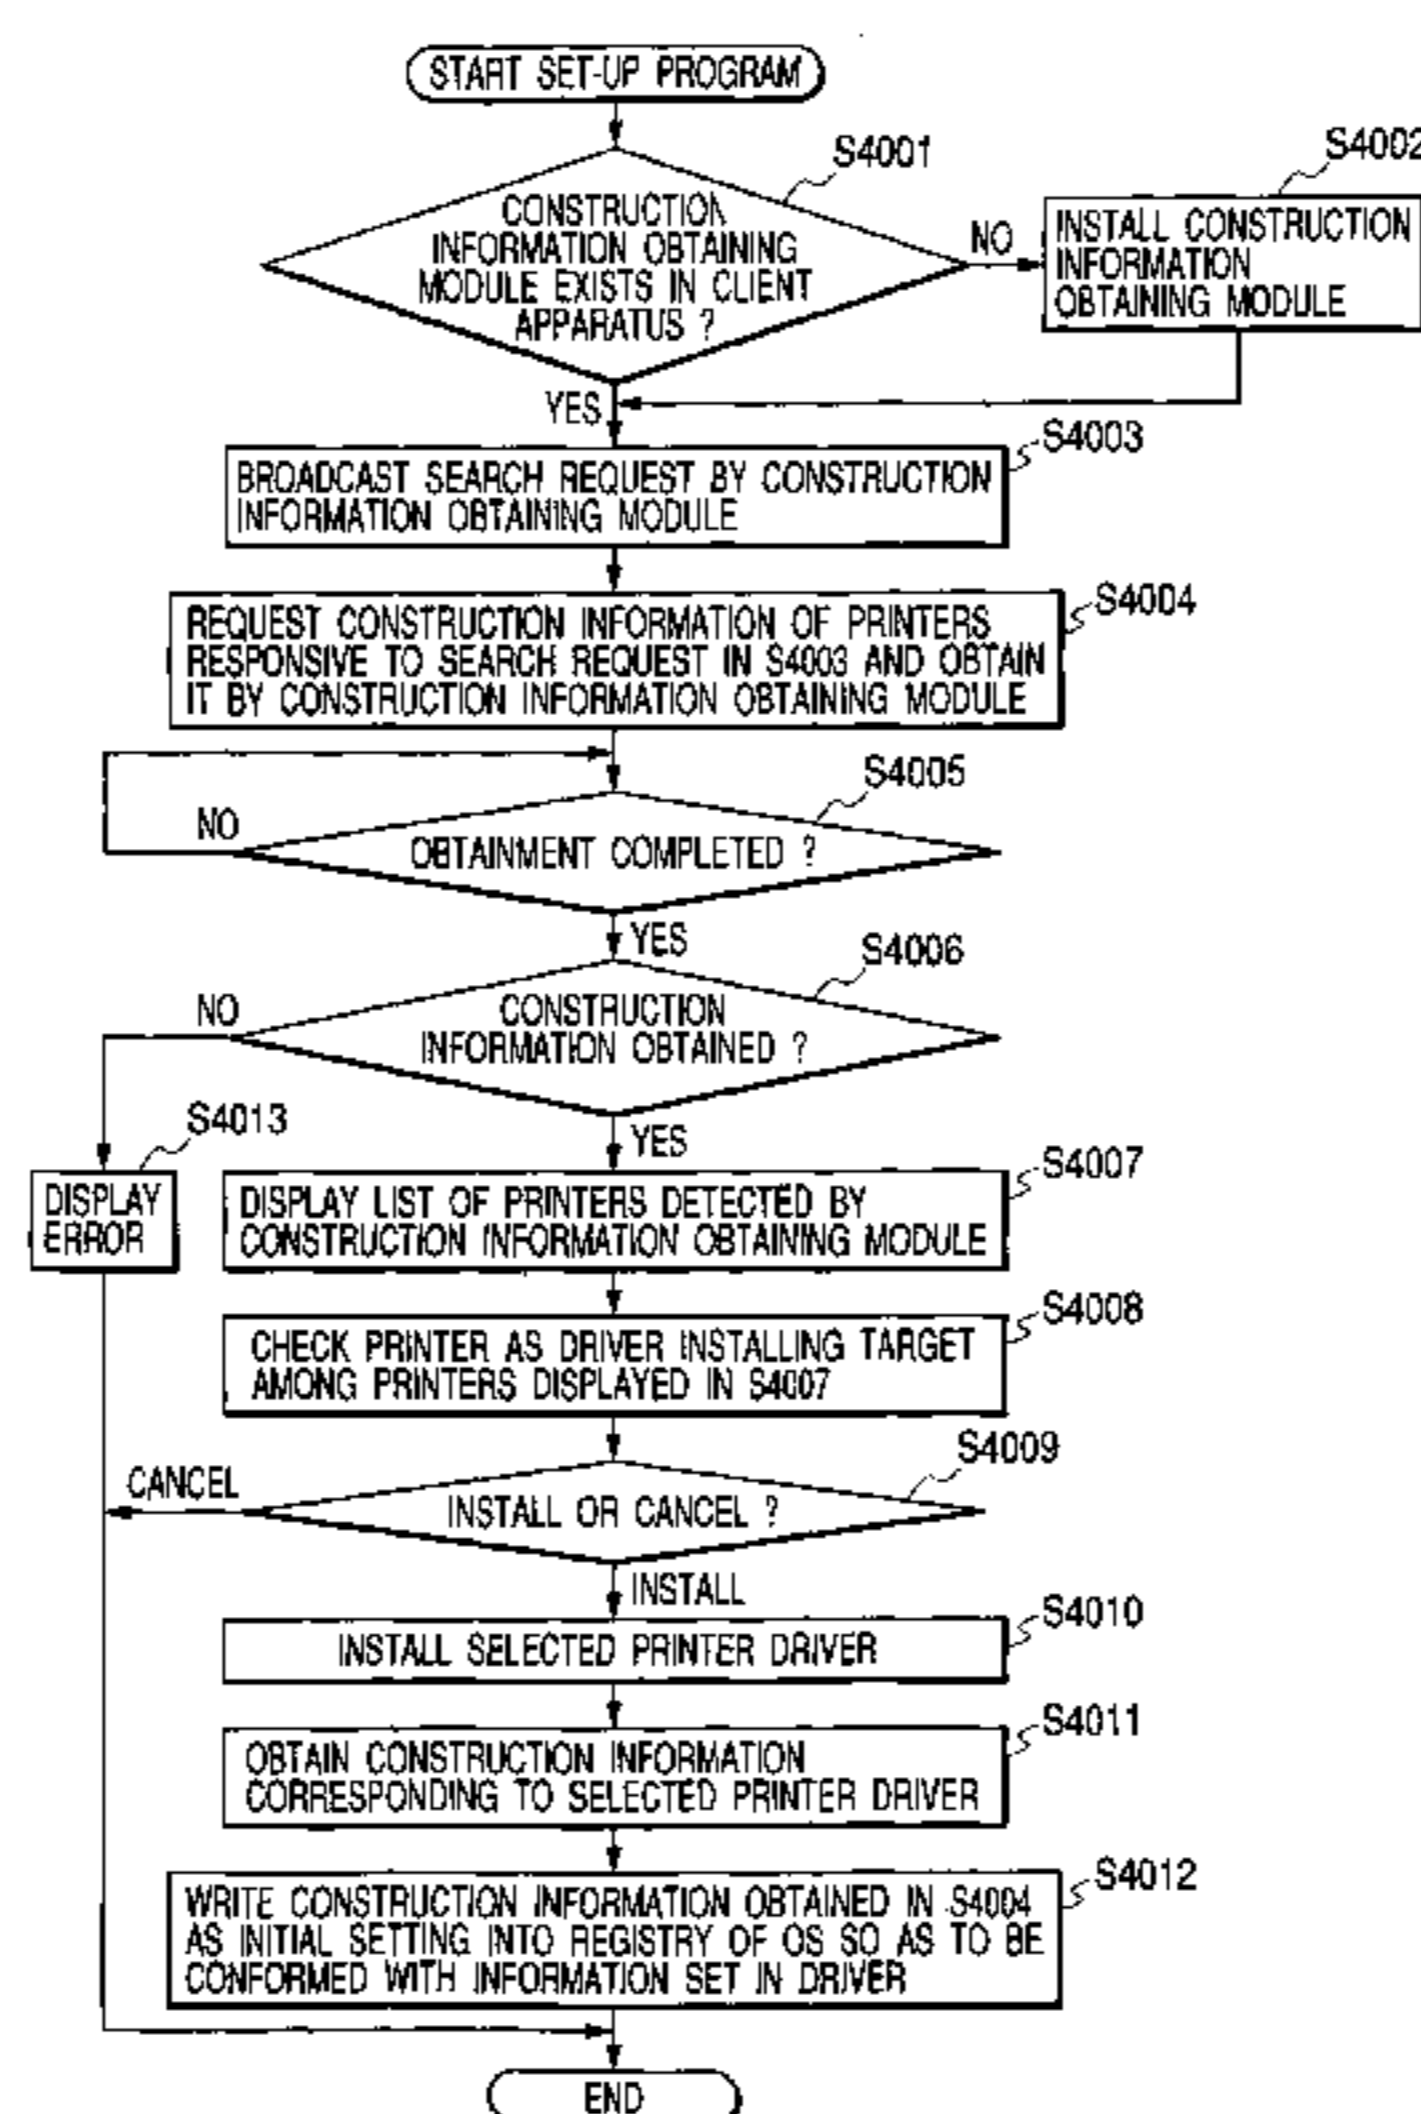 START SET-UP PROGRAM
S4001
S4002
CONSTRUCTION
INFORMATION OBTAINING
MODULE EXISTS IN CLIENT
APPARATUS ?
NO
INSTALL CONSTRUCTION
INFORMATION
OBTAINING MODULE
YES
S4003
BROADCAST SEARCH REQUEST BY CONSTRUCTION
INFORMATION OBTAINING MODULE
S4004
REQUEST CONSTRUCTION INFORMATION OF PRINTERS
RESPONSIVE TO SEARCH REQUEST IN S4003 AND OBTAIN
IT BY CONSTRUCTION INFORMATION OBTAINING MODULE
S4005
NO
OBTAINMENT COMPLETED ?
YES
S4006
NO
CONSTRUCTION
INFORMATION OBTAINED ?
S4013
YES
S4007
DISPLAY
ERROR
DISPLAY LIST OF PRINTERS DETECTED BY
CONSTRUCTION INFORMATION OBTAINING MODULE
S4008
CHECK PRINTER AS DRIVER INSTALLING TARGET
AMONG PRINTERS DISPLAYED IN S4007
S4009
CANCEL
INSTALL OR CANCEL ?
INSTALL
S4010
INSTALL SELECTED PRINTER DRIVER
S4011
OBTAIN CONSTRUCTION INFORMATION
CORRESPONDING TO SELECTED PRINTER DRIVER
S4012
WRITE CONSTRUCTION INFORMATION OBTAINED IN S4004
AS INITIAL SETTING INTO REGISTRY OF OS SO AS TO BE
CONFORMED WITH INFORMATION SET IN DRIVER
END